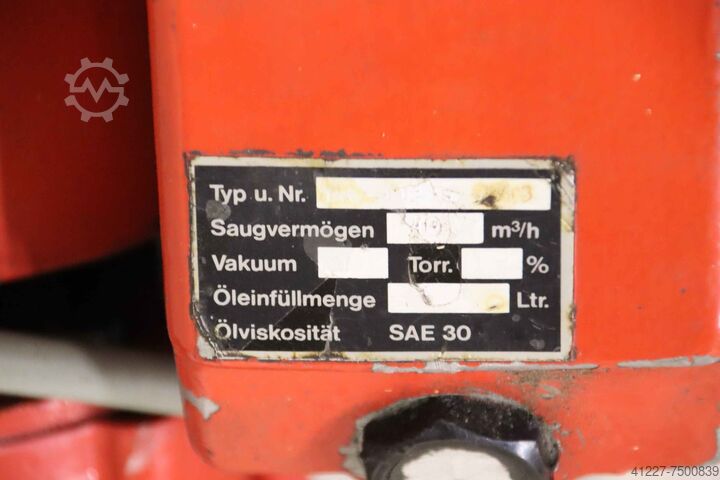 Typ u. Nr.
Saugvermögen m³/h
Vakuum Torr. %
Öleinfüllmenge Ltr.
Ölviskosität SAE 30
41227-7500839